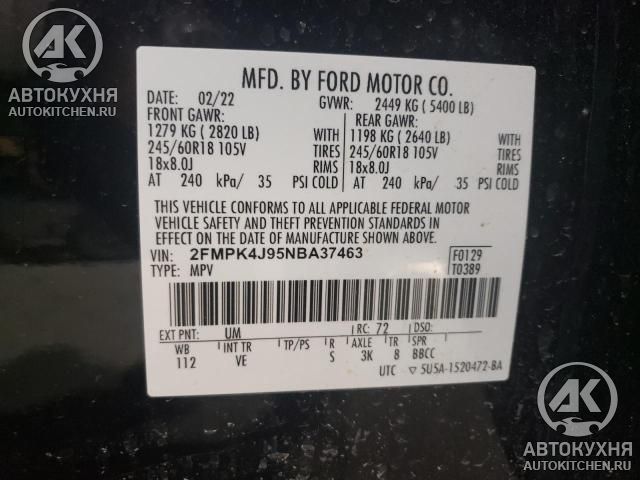 AK
АВТОКУХНЯ
AUTOKITCHEN.RU
MFD. BY FORD MOTOR CO.
DATE: 02/22 GVWR: 2449 KG ( 5400 LB)
FRONT GAWR: REAR GAWR:
1279 KG ( 2820 LB) WITH 1198 KG ( 2640 LB) WITH
245/60R18 105V TIRES 245/60R18 105V TIRES
18x8.0J RIMS 18x8.0J RIMS
AT 240 kPa/ 35 PSI COLD AT 240 kPa/ 35 PSI COLD
THIS VEHICLE CONFORMS TO ALL APPLICABLE FEDERAL MOTOR
VEHICLE SAFETY AND THEFT PREVENTION STANDARDS IN
EFFECT ON THE DATE OF MANUFACTURE SHOWN ABOVE.
VIN: 2FMPK4J95NBA37463 F0129
TYPE: MPV T0389
EXT PNT: UM RC: 72 DSO:
WB INT TR TP/PS R AXLE TR SPR
112 VE S 3K 8 BBCC
UTC ▽ 5U5A-1520472-BA
AK
АВТОКУХНЯ
AUTOKITCHEN.RU